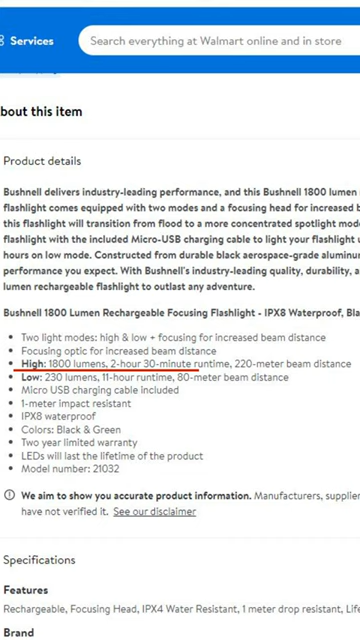 Services
Search everything at Walmart online and in store
bout this item
Product details
Bushnell delivers industry-leading performance, and this Bushnell 1800 lumen
flashlight comes equipped with two modes and a focusing head for increased b
this flashlight will transition from flood to a more concentrated spotlight mod
flashlight with the included Micro-USB charging cable to light your flashlight u
hours on low mode. Constructed from durable black aerospace-grade aluminu
performance you expect. With Bushnell's industry-leading quality, durability, a
lumen rechargeable flashlight to outlast any adventure.
Bushnell 1800 Lumen Rechargeable Focusing Flashlight - IPX8 Waterproof, Bla
• Two light modes: high & low + focusing for increased beam distance
• Focusing optic for increased beam distance
• High: 1800 lumens, 2-hour 30-minute runtime, 220-meter beam distance
• Low: 230 lumens, 11-hour runtime, 80-meter beam distance
• Micro USB charging cable included
• 1-meter impact resistant
• IPX8 waterproof
• Colors: Black & Green
• Two year limited warranty
• LEDs will last the lifetime of the product
• Model number: 21032
We aim to show you accurate product information. Manufacturers, supplier
have not verified it. See our disclaimer
Specifications
Features
Rechargeable, Focusing Head, IPX4 Water Resistant, 1 meter drop resistant, Life
Brand